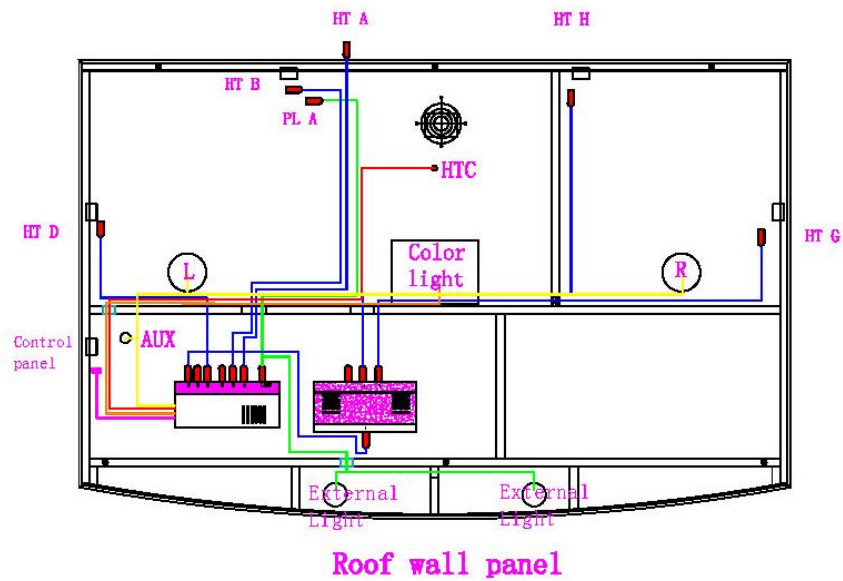 HT A
HT H
HT B
PL A
HTC
HT D
HT G
L
Color
light
R
AUX
Control
panel
External
Light
External
Light
Roof wall panel